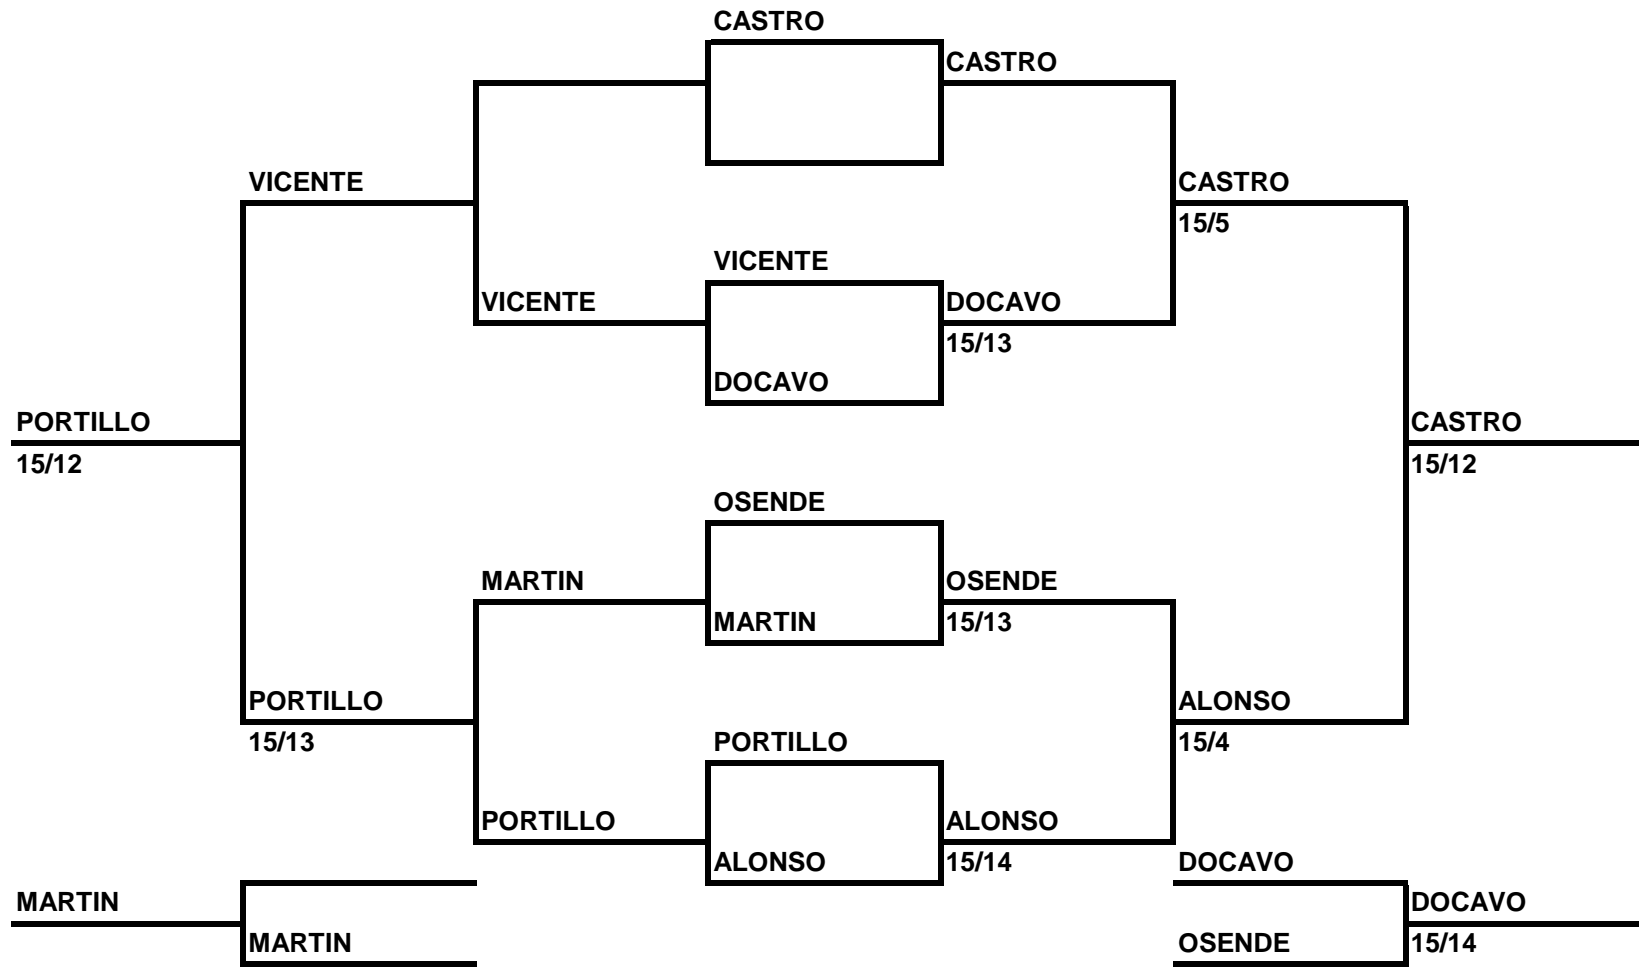 CASTRO
CASTRO
VICENTE
CASTRO
15/5
VICENTE
VICENTE
DOCAVO
15/13
DOCAVO
PORTILLO
CASTRO
15/12
15/12
OSENDE
MARTIN
OSENDE
MARTIN
15/13
PORTILLO
ALONSO
15/13
PORTILLO
15/4
PORTILLO
ALONSO
ALONSO
15/14
DOCAVO
MARTIN
DOCAVO
MARTIN
OSENDE
15/14